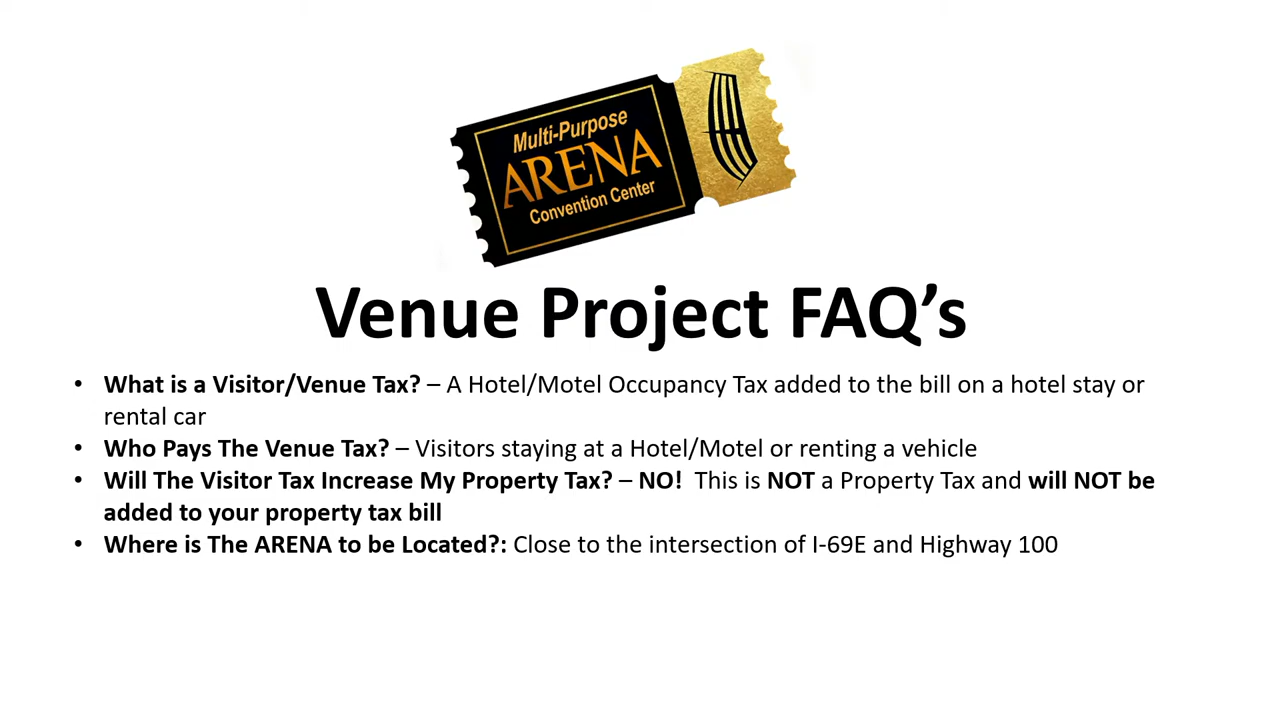 Multi-Purpose
ARENA
Convention Center
Venue Project FAQ’s
• What is a Visitor/Venue Tax? – A Hotel/Motel Occupancy Tax added to the bill on a hotel stay or
rental car
• Who Pays The Venue Tax? – Visitors staying at a Hotel/Motel or renting a vehicle
• Will The Visitor Tax Increase My Property Tax? – NO!  This is NOT a Property Tax and will NOT be
added to your property tax bill
• Where is The ARENA to be Located?: Close to the intersection of I-69E and Highway 100